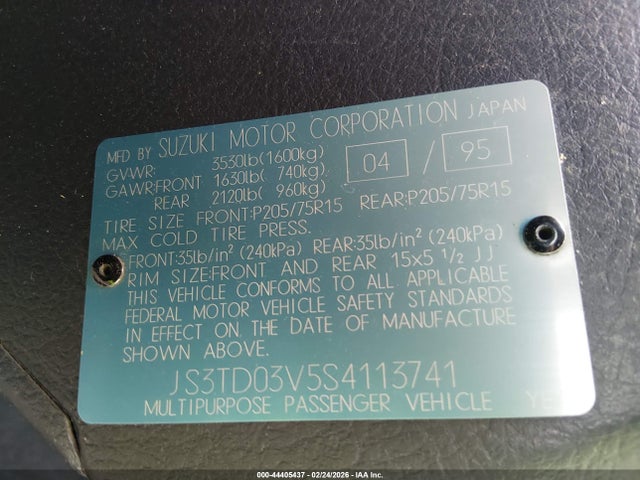 MFD BY SUZUKI MOTOR CORPORATION JAPAN
GVWR: 3530lb(1600kg) 04 / 95
GAWR:FRONT 1630lb( 740kg)
REAR 2120lb( 960kg)
TIRE SIZE FRONT:P205/75R15 REAR:P205/75R15
MAX COLD TIRE PRESS.
FRONT:35lb/in² (240kPa) REAR:35lb/in² (240kPa)
RIM SIZE:FRONT AND REAR 15x5 1/2 JJ
THIS VEHICLE CONFORMS TO ALL APPLICABLE
FEDERAL MOTOR VEHICLE SAFETY STANDARDS
IN EFFECT ON THE DATE OF MANUFACTURE
SHOWN ABOVE.
JS3TD03V5S4113741
MULTIPURPOSE PASSENGER VEHICLE
000-44405437 - 02/24/2026 - IAA Inc.